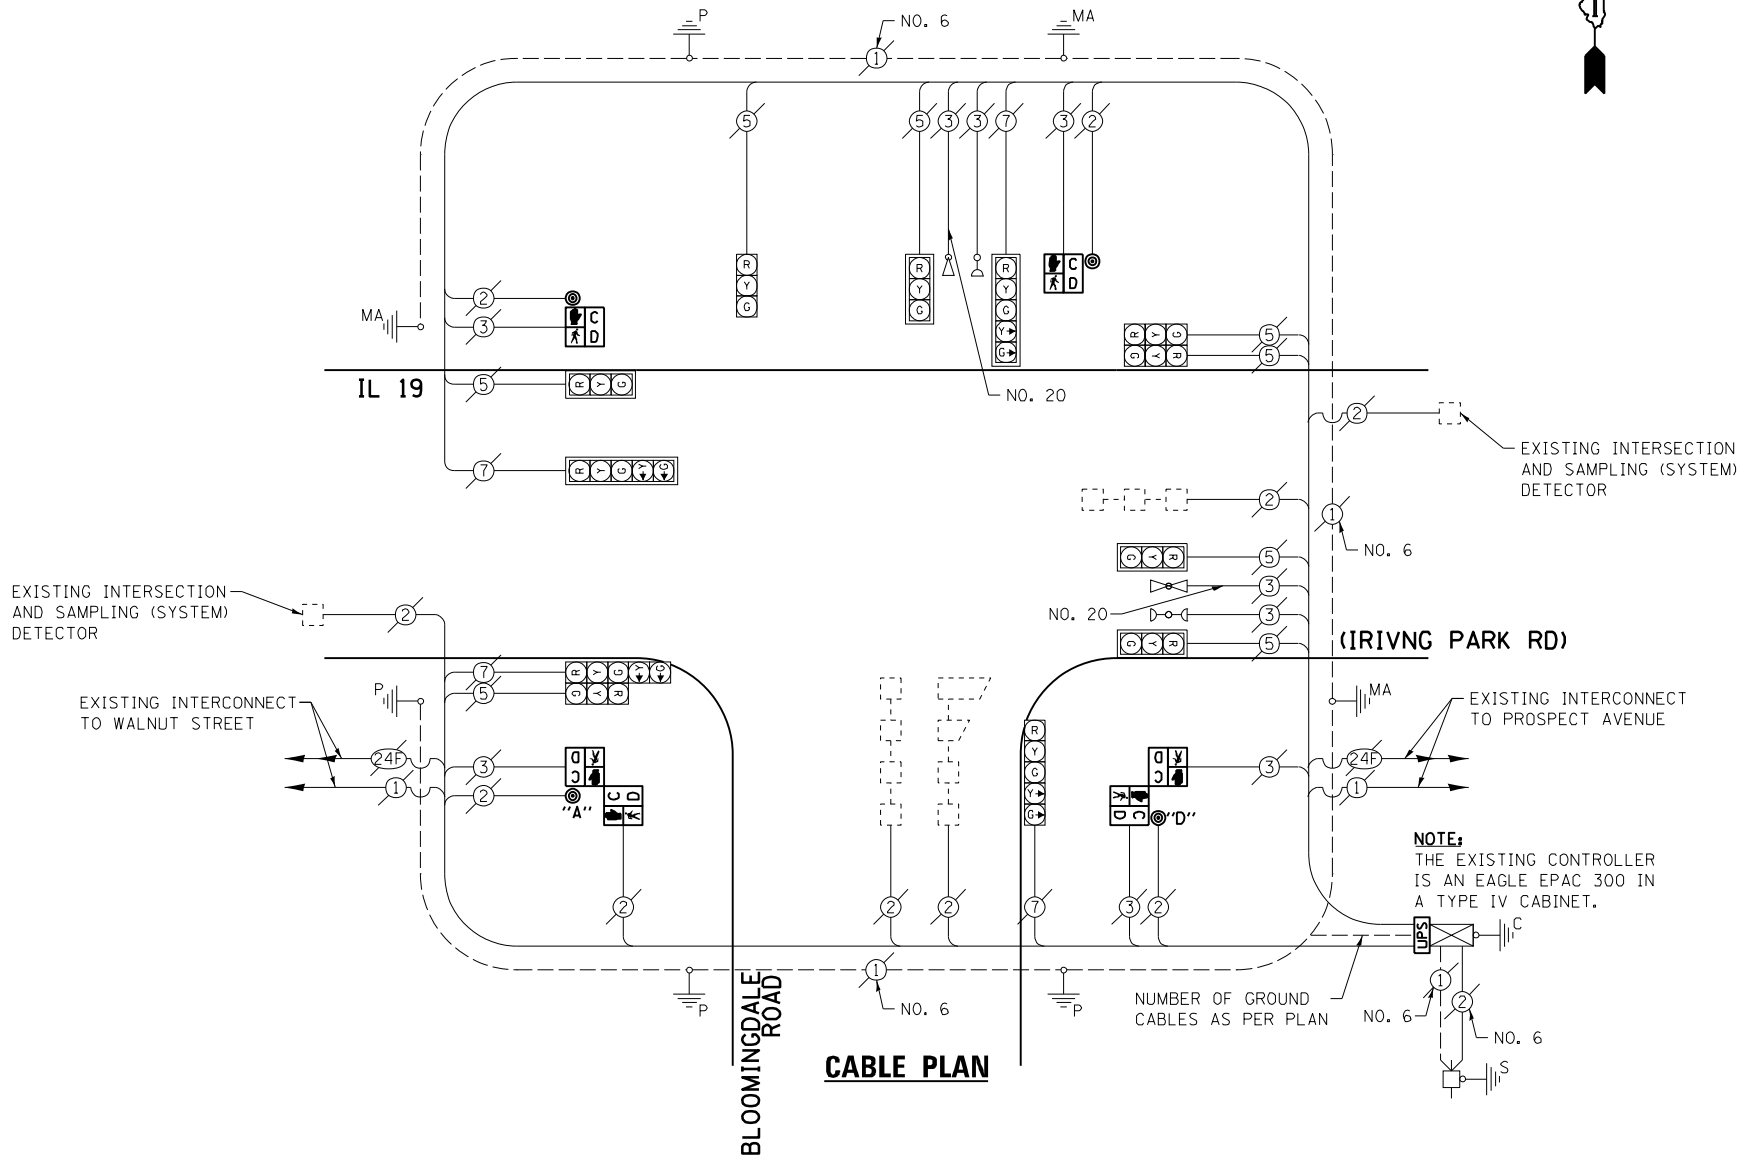 P
NO. 6
MA
1
5
5
3
3
7
3
2
R
Y
G
R
Y
G
R
Y
G
Y
G
C
D
2
3
C
D
MA
R Y G
5
G Y R
5
IL 19
5
R Y G
NO. 20
2
EXISTING INTERSECTION
AND SAMPLING (SYSTEM)
DETECTOR
7
R Y G Y G
2
1
NO. 6
G Y R
5
3
NO. 20
3
G Y R
5
EXISTING INTERSECTION
AND SAMPLING (SYSTEM)
DETECTOR
2
(IRIVNG PARK RD)
7
R Y G Y G
5
G Y R
P
MA
EXISTING INTERCONNECT
TO WALNUT STREET
EXISTING INTERCONNECT
TO PROSPECT AVENUE
R
Y
G
Y
G
24F
3
D
C
1
2
"A"
C D
D
C
3
24F
1
D C
"D"
2
2
2
7
3
2
NOTE:
THE EXISTING CONTROLLER
IS AN EAGLE EPAC 300 IN
A TYPE IV CABINET.
UPS
C
1
NO. 6
P
P
NUMBER OF GROUND
CABLES AS PER PLAN
1
NO. 6
2
NO. 6
S
BLOOMINGDALE
ROAD
CABLE PLAN